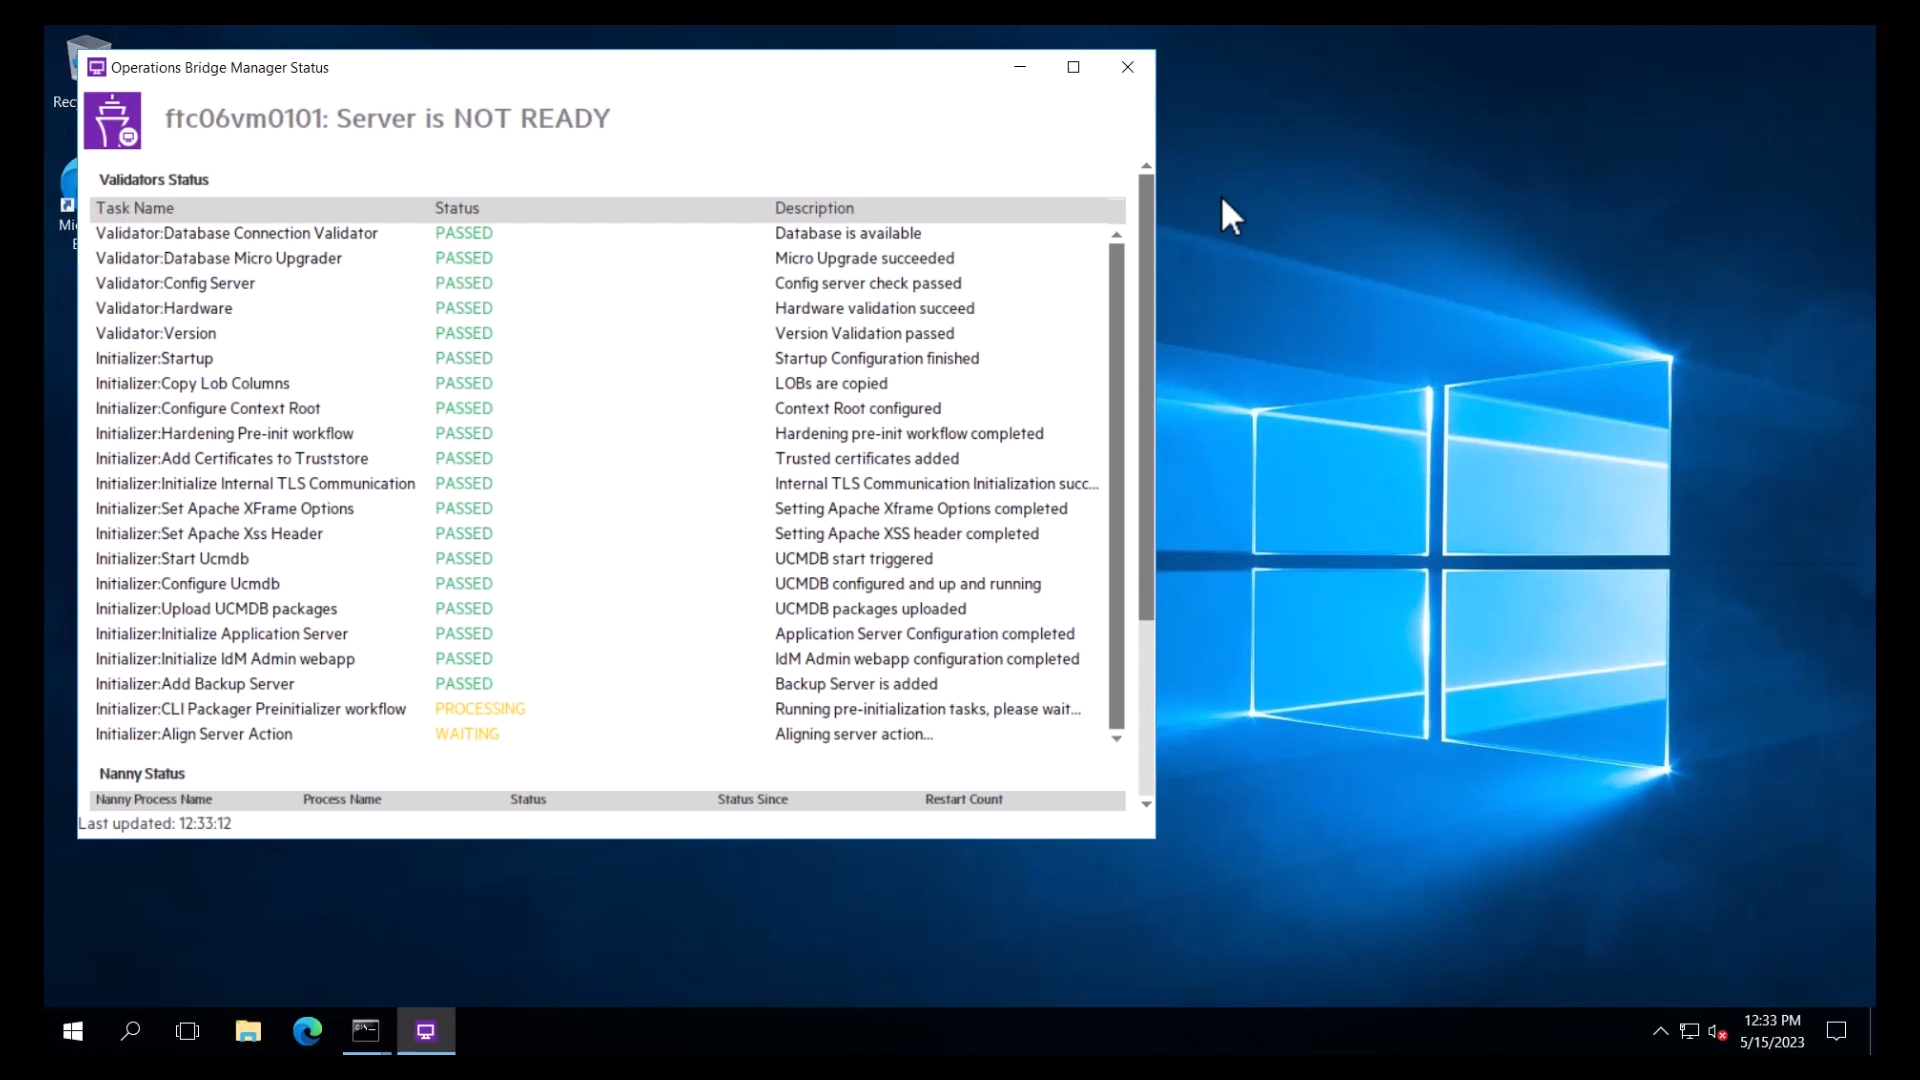 Operations Bridge Manager Status
ftc06vm0101: Server is NOT READY
Validators Status
Task Name Status Description
Validator:Database Connection Validator PASSED Database is available
Validator:Database Micro Upgrader PASSED Micro Upgrade succeeded
Validator:Config Server PASSED Config server check passed
Validator:Hardware PASSED Hardware validation succeed
Validator:Version PASSED Version Validation passed
Initializer:Startup PASSED Startup Configuration finished
Initializer:Copy Lob Columns PASSED LOBs are copied
Initializer:Configure Context Root PASSED Context Root configured
Initializer:Hardening Pre-init workflow PASSED Hardening pre-init workflow completed
Initializer:Add Certificates to Truststore PASSED Trusted certificates added
Initializer:Initialize Internal TLS Communication PASSED Internal TLS Communication Initialization succ...
Initializer:Set Apache XFrame Options PASSED Setting Apache Xframe Options completed
Initializer:Set Apache Xss Header PASSED Setting Apache XSS header completed
Initializer:Start Ucmdb PASSED UCMDB start triggered
Initializer:Configure Ucmdb PASSED UCMDB configured and up and running
Initializer:Upload UCMDB packages PASSED UCMDB packages uploaded
Initializer:Initialize Application Server PASSED Application Server Configuration completed
Initializer:Initialize IdM Admin webapp PASSED IdM Admin webapp configuration completed
Initializer:Add Backup Server PASSED Backup Server is added
Initializer:CLI Packager Preinitializer workflow PROCESSING Running pre-initialization tasks, please wait...
Initializer:Align Server Action WAITING Aligning server action...
Nanny Status
Nanny Process Name Process Name Status Status Since Restart Count
Last updated: 12:33:12
Rec
Mi
E
12:33 PM
5/15/2023